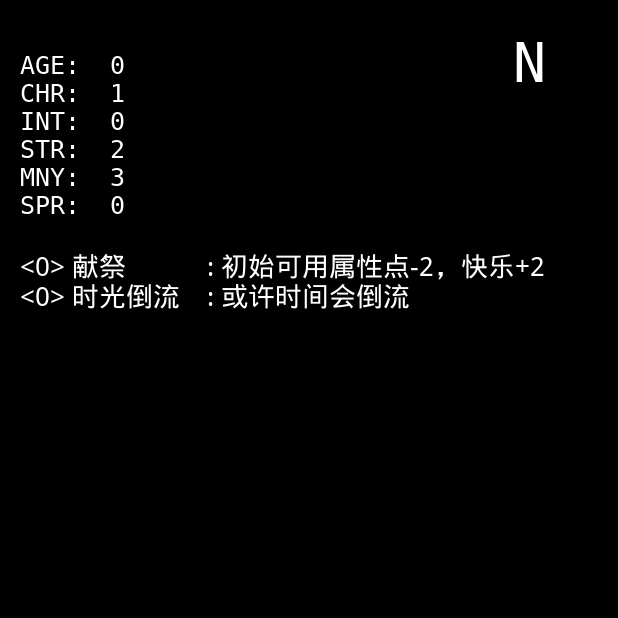 N
AGE: 0
CHR: 1
INT: 0
STR: 2
MNY: 3
SPR: 0
<O> 献祭 : 初始可用属性点-2，快乐+2
<O> 时光倒流 : 或许时间会倒流